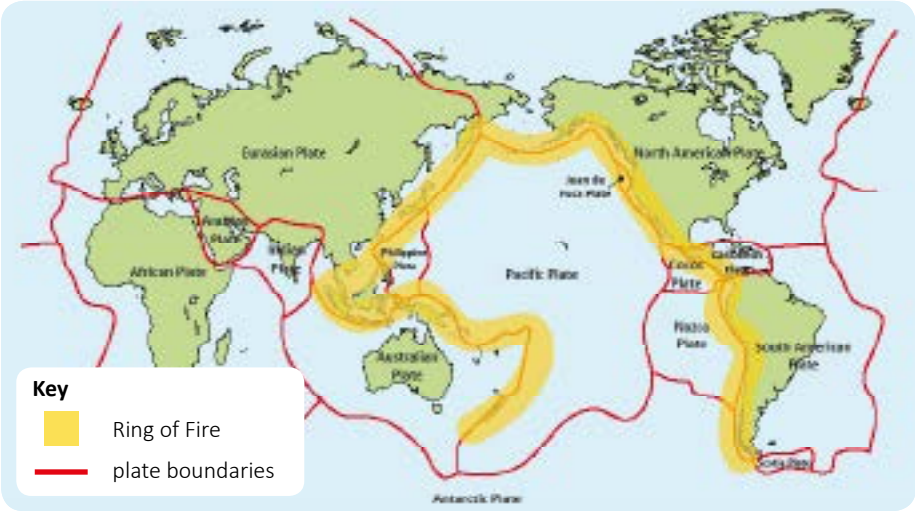 Eurasian Plate
North American Plate
Juan de
Fuca Plate
Arabian
Plate
Indian
Plate
Philippine
Plate
African Plate
Pacific Plate
Caribbean
Plate
Cocos
Plate
Nazca
Plate
South American
Plate
Australian
Plate
Scotia Plate
Antarctic Plate
Key
Ring of Fire
plate boundaries